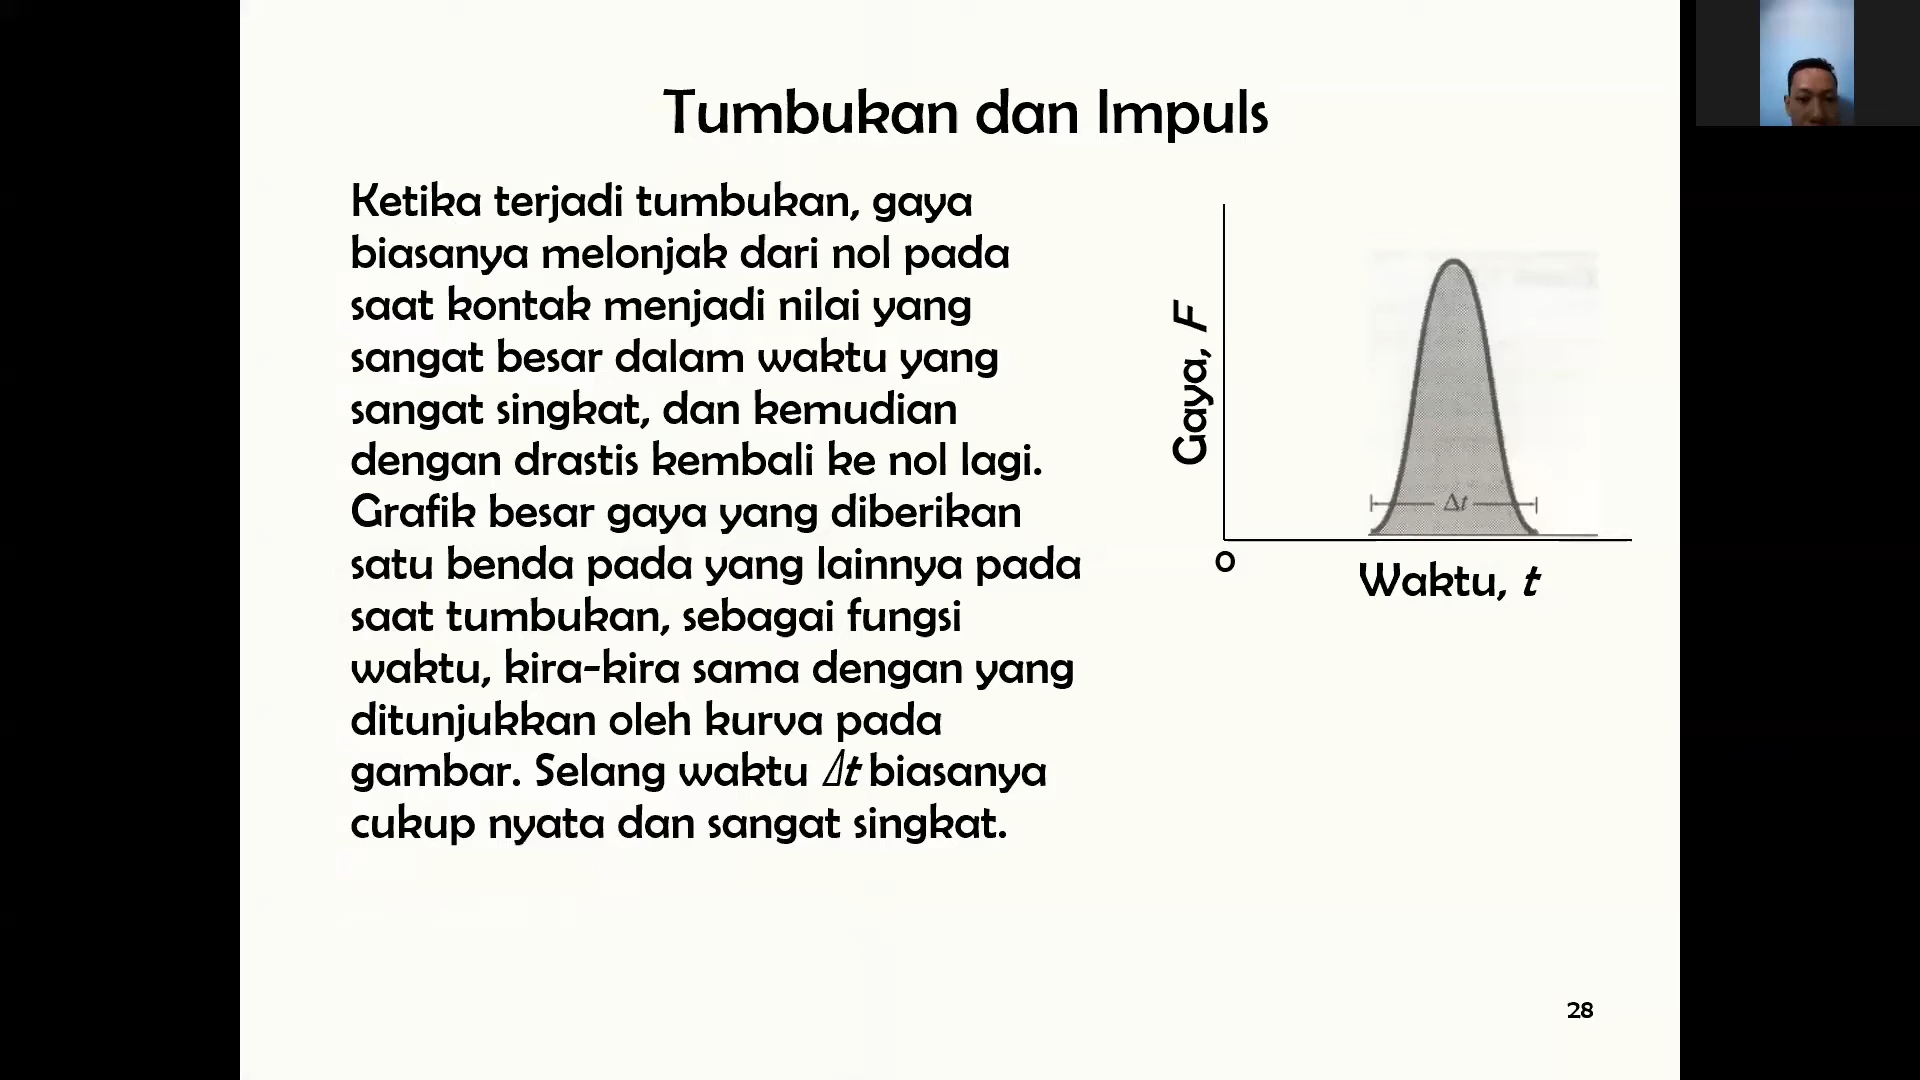 Tumbukan dan Impuls
Ketika terjadi tumbukan, gaya
biasanya melonjak dari nol pada
saat kontak menjadi nilai yang
sangat besar dalam waktu yang
sangat singkat, dan kemudian
dengan drastis kembali ke nol lagi.
Grafik besar gaya yang diberikan
satu benda pada yang lainnya pada
saat tumbukan, sebagai fungsi
waktu, kira-kira sama dengan yang
ditunjukkan oleh kurva pada
gambar. Selang waktu Δt biasanya
cukup nyata dan sangat singkat.
Gaya, F
Δt
0
Waktu, t
28